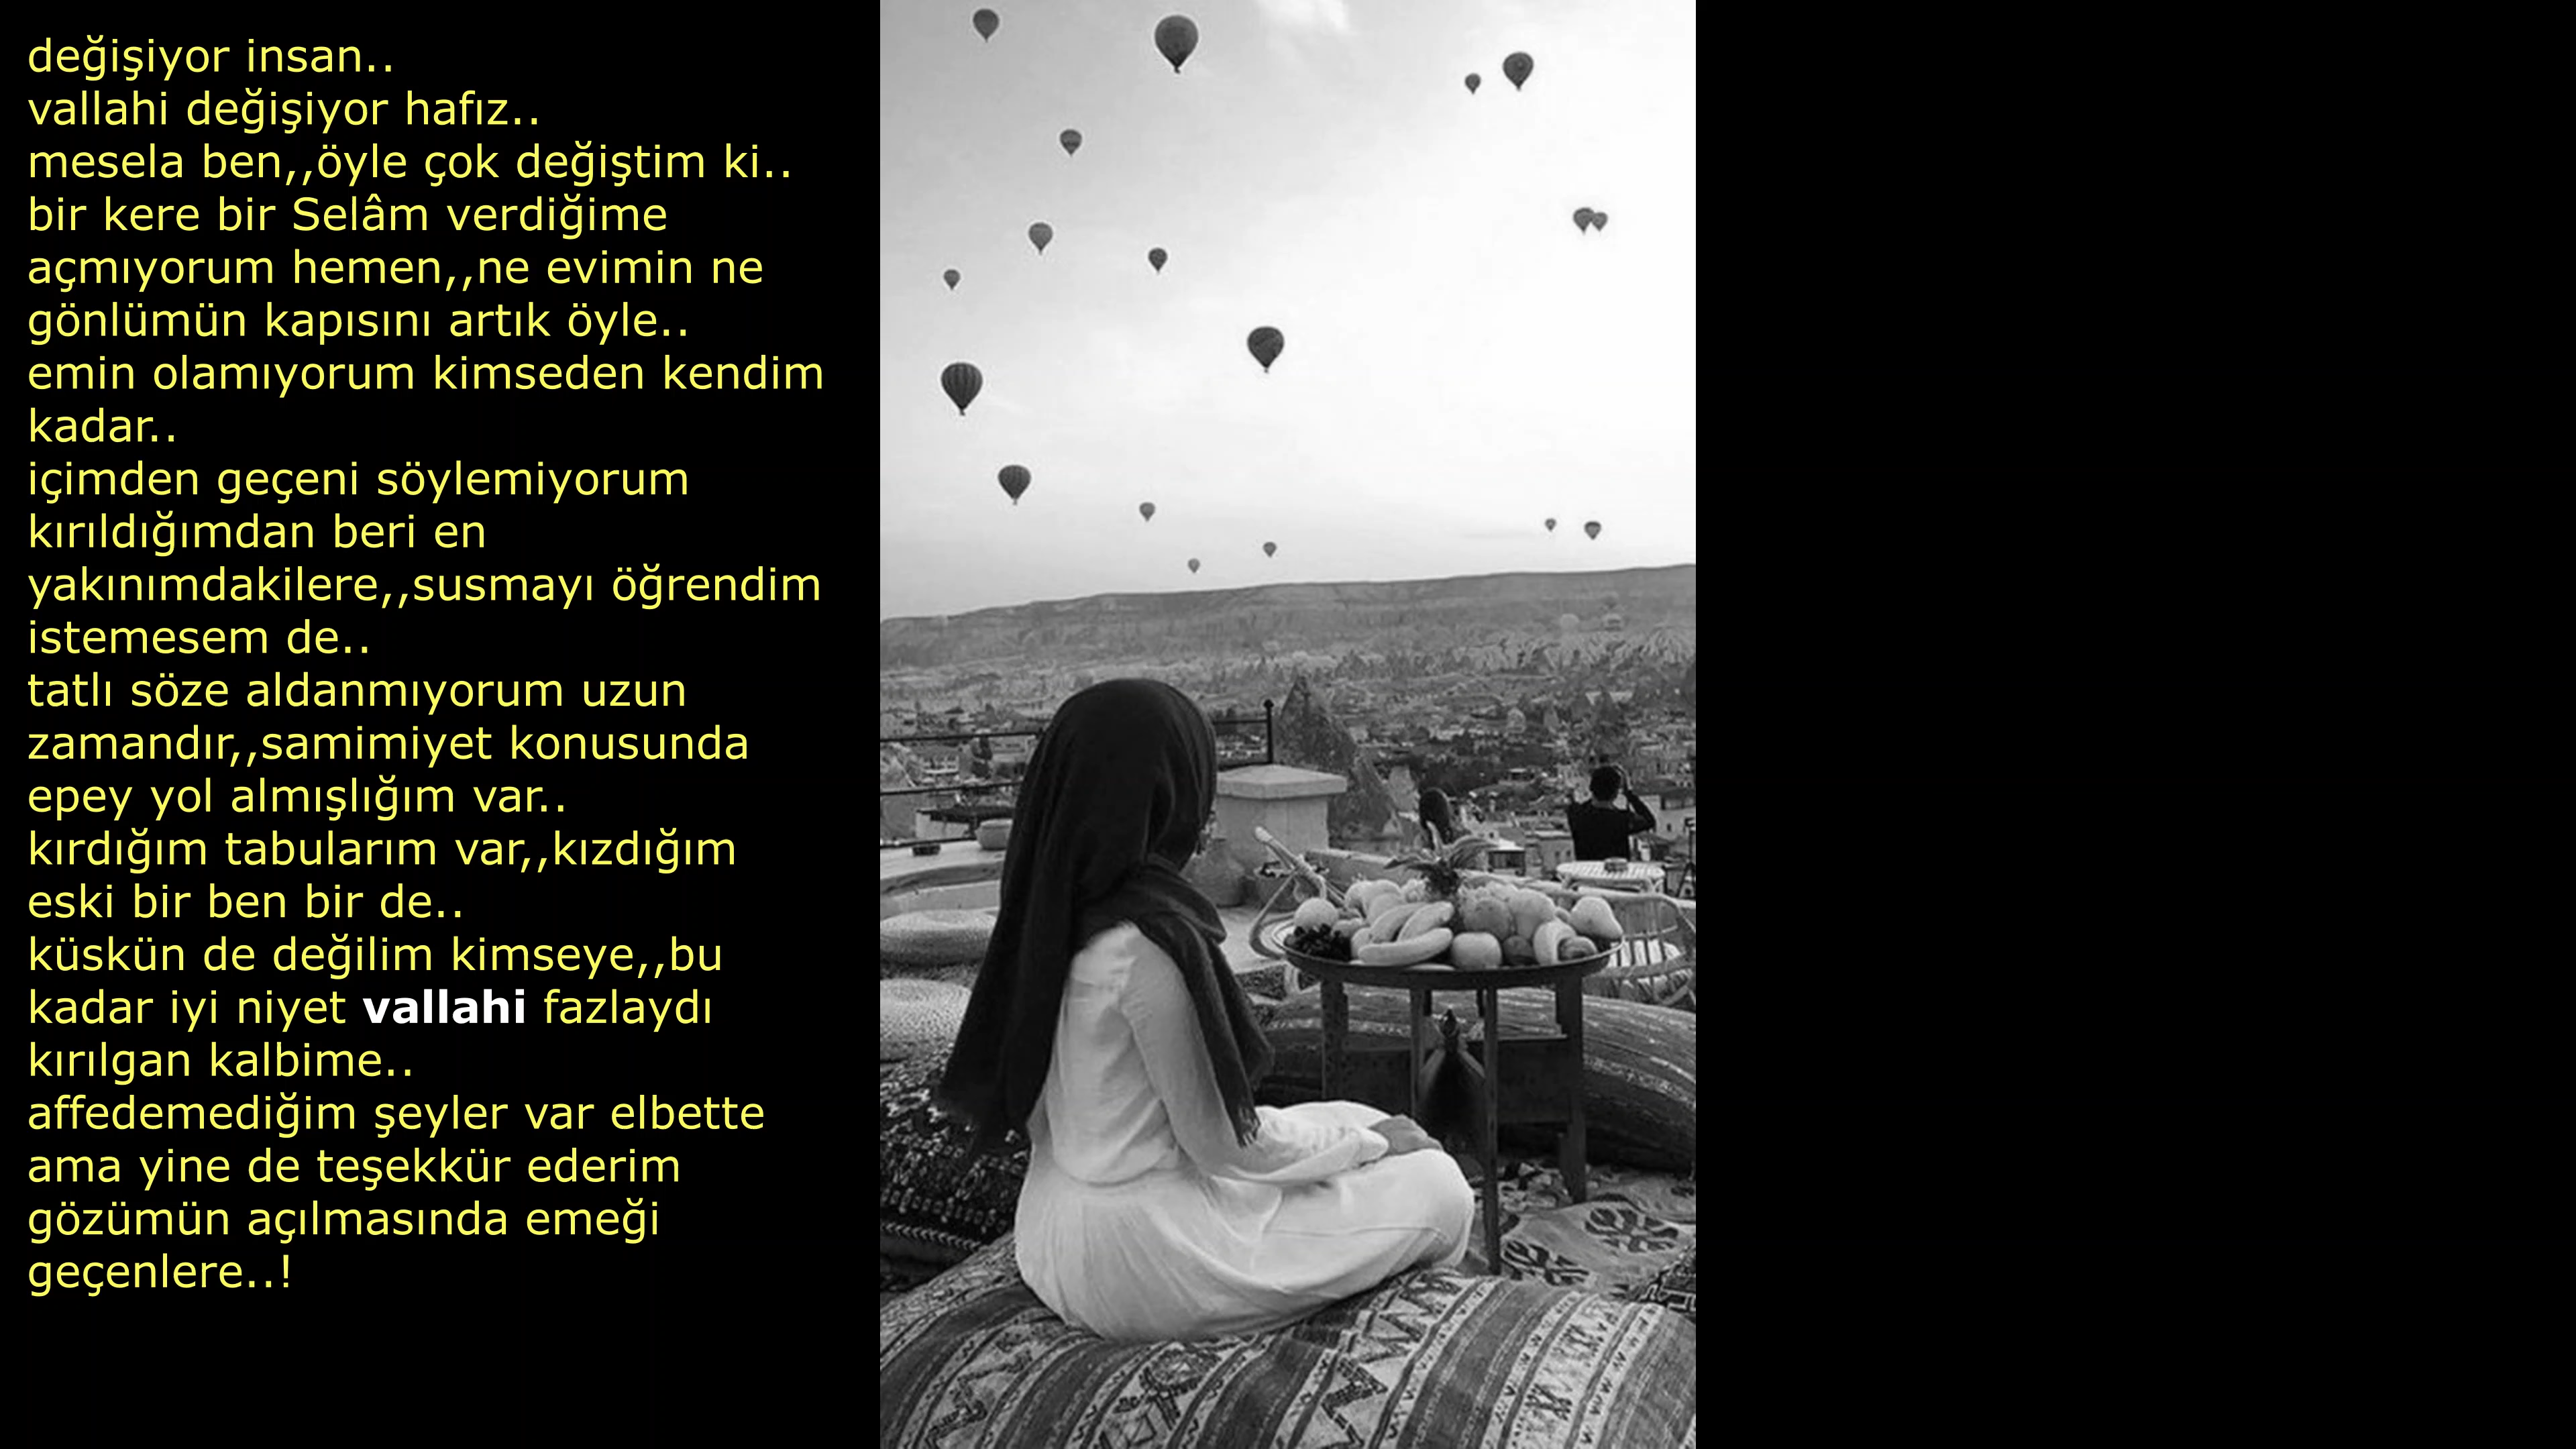 değişiyor insan..
vallahi değişiyor hafız..
mesela ben,,öyle çok değiştim ki..
bir kere bir Selâm verdiğime
açmıyorum hemen,,ne evimin ne
gönlümün kapısını artık öyle..
emin olamıyorum kimseden kendim
kadar..
içimden geçeni söylemiyorum
kırıldığımdan beri en
yakınımdakilere,,susmayı öğrendim
istemesem de..
tatlı söze aldanmıyorum uzun
zamandır,,samimiyet konusunda
epey yol almışlığım var..
kırdığım tabularım var,,kızdığım
eski bir ben bir de..
küskün de değilim kimseye,,bu
kadar iyi niyet vallahi fazlaydı
kırılgan kalbime..
affedemediğim şeyler var elbette
ama yine de teşekkür ederim
gözümün açılmasında emeği
geçenlere..!